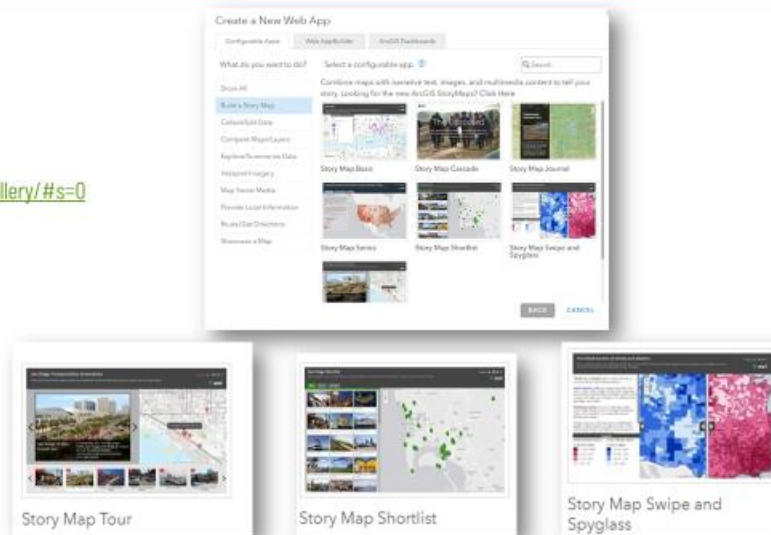 Create a New Web App
Configurable Apps
Web AppBuilder
ArcGIS Dashboards
What do you want to do?
Select a configurable app
Search
Combine maps with narrative text, images, and multimedia content to tell your
story. Looking for the new ArcGIS StoryMaps? Click Here
Show All
Build a Story Map
Collect/Edit Data
Compare Maps/Layers
Explore/Summarize Data
Interpret Imagery
Map Social Media
Provide Local Information
Route/Get Directions
Showcase a Map
Story Map Basic
Story Map Cascade
Story Map Journal
Story Map Series
Story Map Shortlist
Story Map Swipe and
Spyglass
BACK
CANCEL
llery/#s=0
Story Map Tour
Story Map Shortlist
Story Map Swipe and
Spyglass